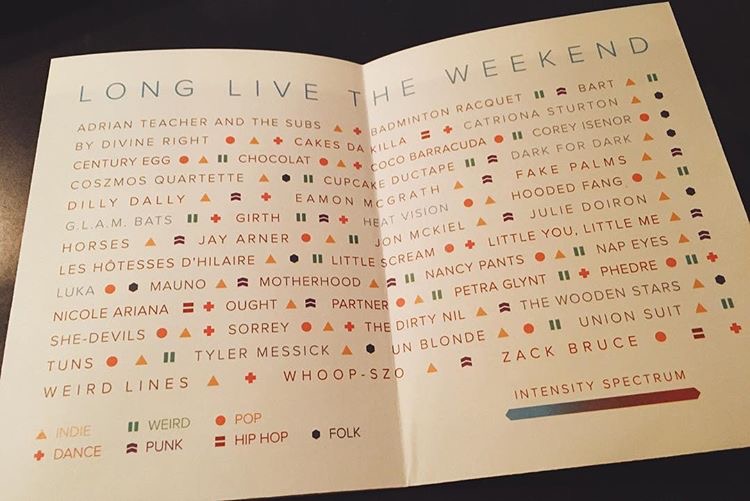 LONG LIVE THE WEEKEND
ADRIAN TEACHER AND THE SUBS BADMINTON RACQUET BART
BY DIVINE RIGHT CAKES DA KILLA CATRIONA STURTON
CENTURY EGG CHOCOLAT COCO BARRACUDA COREY ISENOR
COSZMOS QUARTETTE CUPCAKE DUCTAPE DARK FOR DARK
DILLY DALLY EAMON MCGRATH FAKE PALMS
G.L.A.M. BATS GIRTH HEAT VISION HOODED FANG
HORSES JAY ARNER JON MCKIEL JULIE DOIRON
LES HÔTESSES D'HILAIRE LITTLE SCREAM LITTLE YOU, LITTLE ME
LUKA MAUNO MOTHERHOOD NANCY PANTS NAP EYES
NICOLE ARIANA OUGHT PARTNER PETRA GLYNT PHEDRE
SHE-DEVILS SORREY THE DIRTY NIL THE WOODEN STARS
TUNS TYLER MESSICK UN BLONDE UNION SUIT
WEIRD LINES WHOOP-SZO ZACK BRUCE
INTENSITY SPECTRUM
INDIE WEIRD POP
DANCE PUNK HIP HOP FOLK